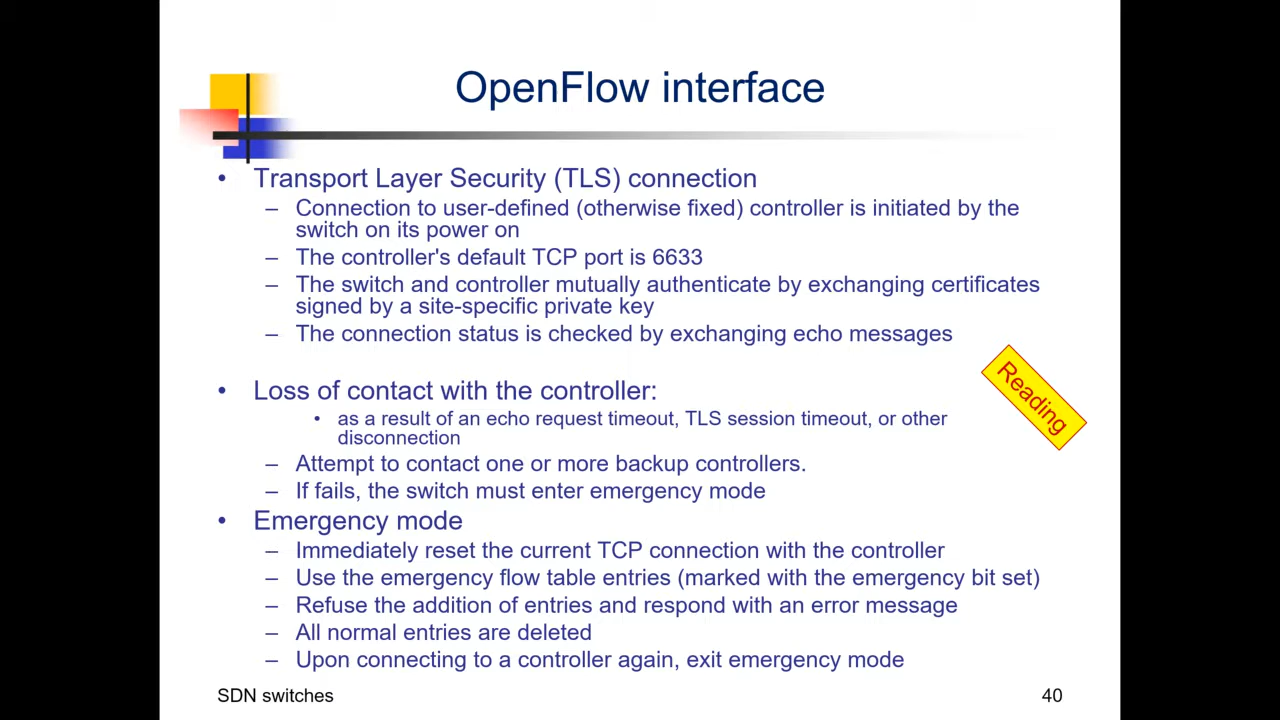 OpenFlow interface
• Transport Layer Security (TLS) connection
– Connection to user-defined (otherwise fixed) controller is initiated by the
switch on its power on
– The controller's default TCP port is 6633
– The switch and controller mutually authenticate by exchanging certificates
signed by a site-specific private key
– The connection status is checked by exchanging echo messages
• Loss of contact with the controller:
• as a result of an echo request timeout, TLS session timeout, or other
disconnection
– Attempt to contact one or more backup controllers.
– If fails, the switch must enter emergency mode
Reading
• Emergency mode
– Immediately reset the current TCP connection with the controller
– Use the emergency flow table entries (marked with the emergency bit set)
– Refuse the addition of entries and respond with an error message
– All normal entries are deleted
– Upon connecting to a controller again, exit emergency mode
SDN switches
40